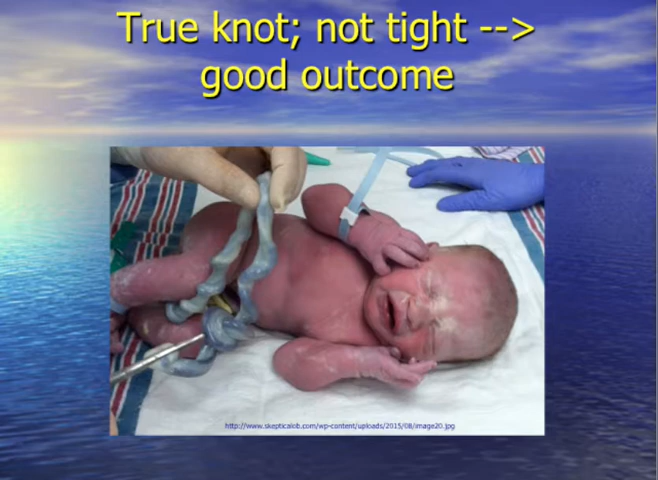 True knot; not tight -->
good outcome
http://www.skepticalob.com/wp-content/uploads/2015/08/image20.jpg